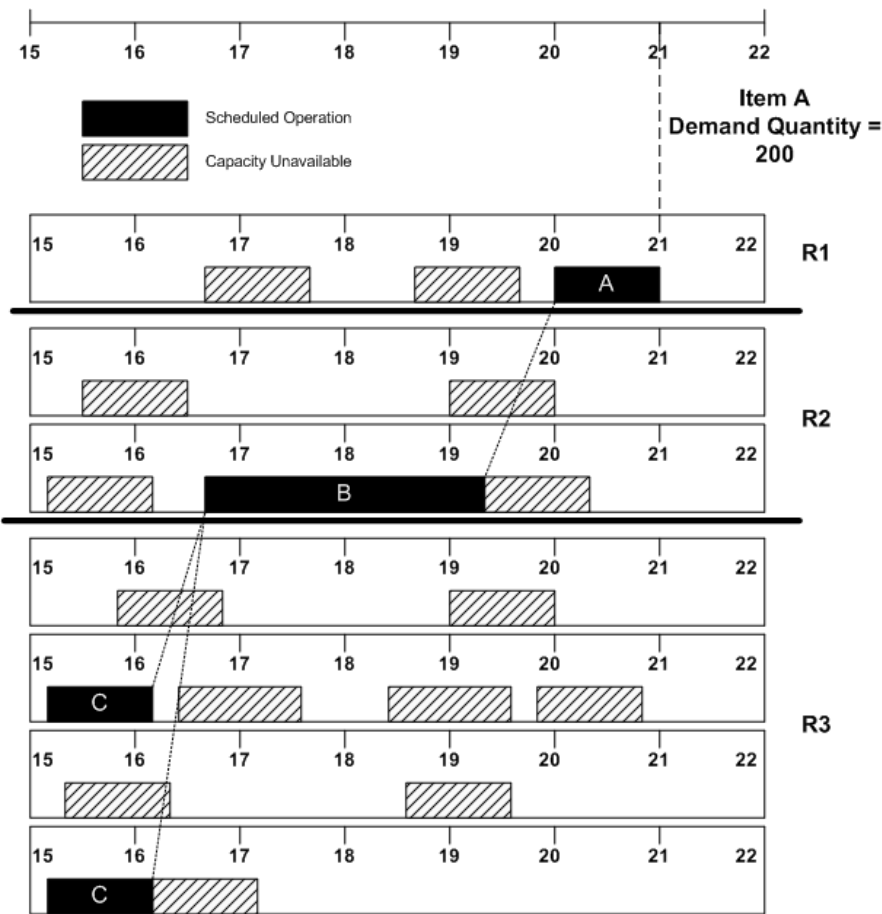 15 16 17 18 19 20 21 22
Scheduled Operation
Capacity Unavailable
Item A
Demand Quantity =
200
15 16 17 18 19 20 21 22
A
R1
15 16 17 18 19 20 21 22
R2
15 16 17 18 19 20 21 22
B
15 16 17 18 19 20 21 22
15 16 17 18 19 20 21 22
C
R3
15 16 17 18 19 20 21 22
15 16 17 18 19 20 21 22
C